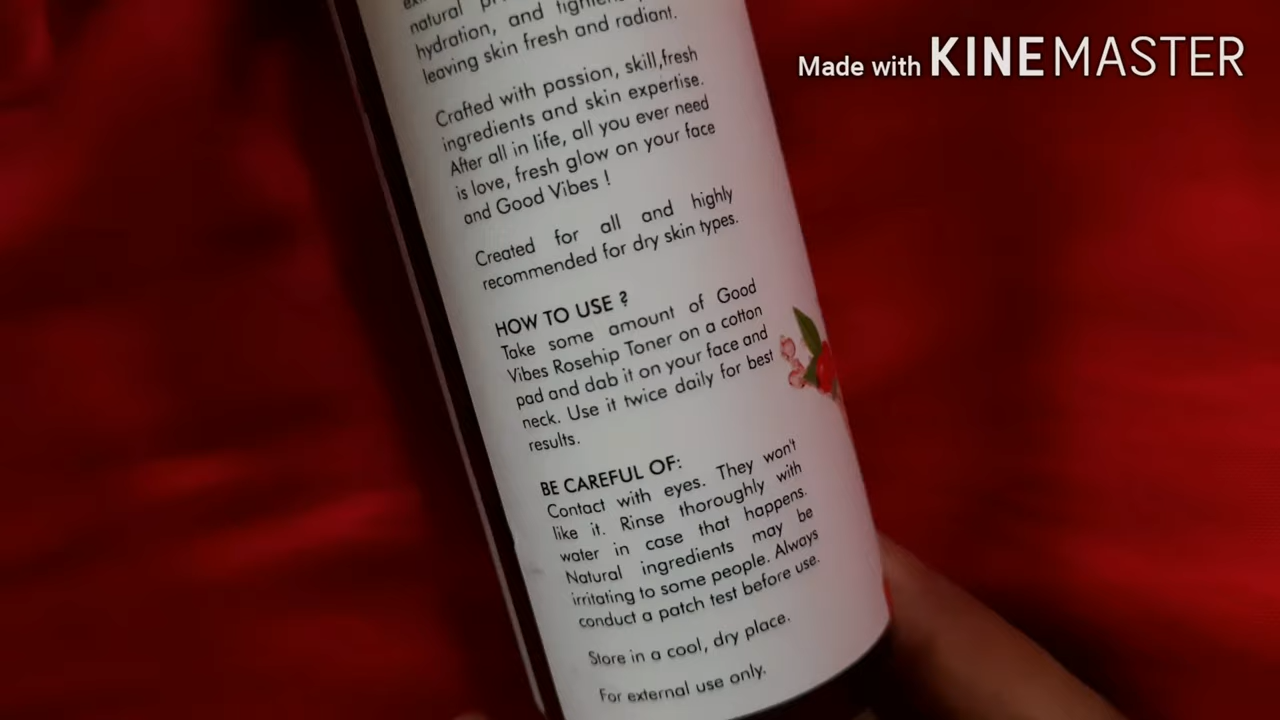 natural
hydration, and
leaving skin fresh and radiant.
Crafted with passion, skill,fresh
ingredients and skin expertise.
After all in life, all you ever need
is love, fresh glow on your face
and Good Vibes !
Created for all and highly
recommended for dry skin types.
HOW TO USE ?
Take some amount of Good
Vibes Rosehip Toner on a cotton
pad and dab it on your face and
neck. Use it twice daily for best
results.
BE CAREFUL OF:
Contact with eyes. They won't
like it. Rinse thoroughly with
water in case that happens.
Natural ingredients may be
irritating to some people. Always
conduct a patch test before use.
Store in a cool, dry place.
For external use only.
Made with KINEMASTER